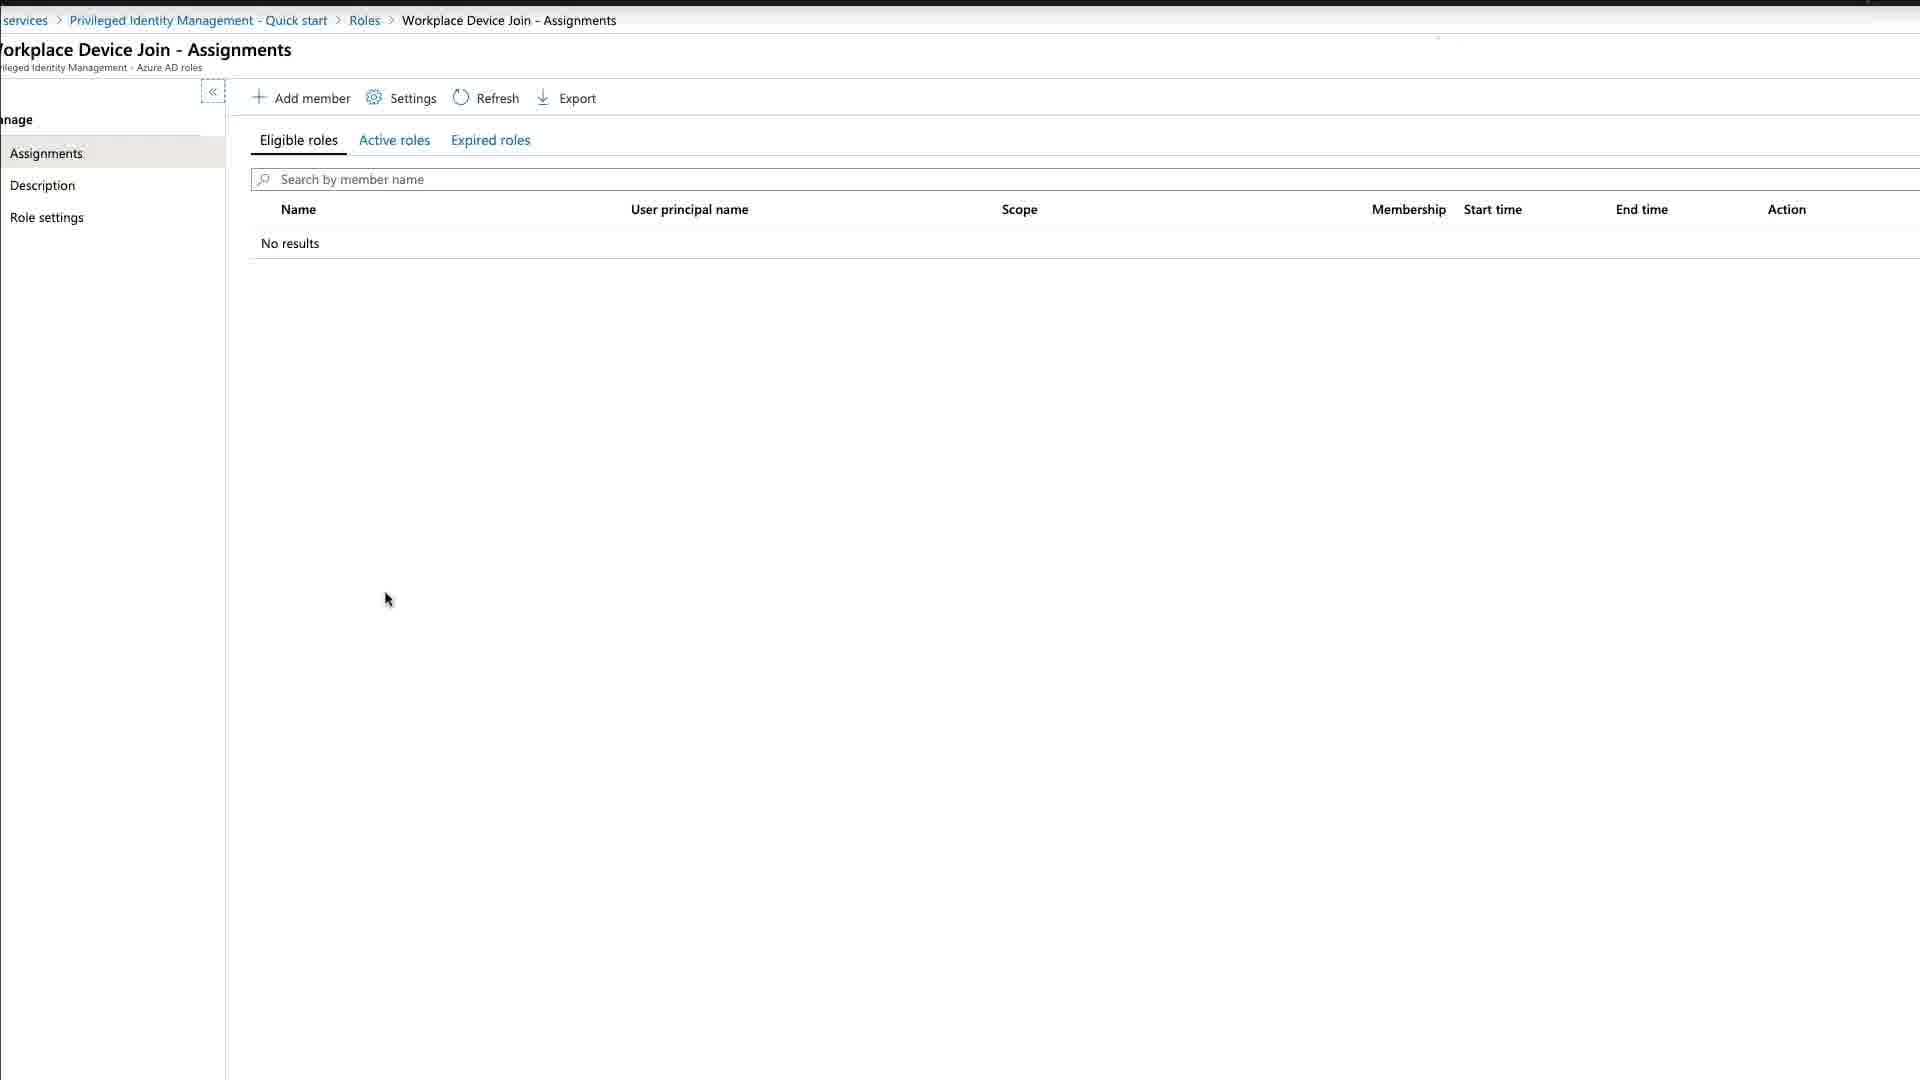 services > Privileged Identity Management - Quick start > Roles > Workplace Device Join - Assignments
orkplace Device Join - Assignments
ileged Identity Management - Azure AD roles
«
+ Add member Settings Refresh Export
nage
Assignments
Description
Role settings
Eligible roles Active roles Expired roles
Search by member name
Name User principal name Scope Membership Start time End time Action
No results